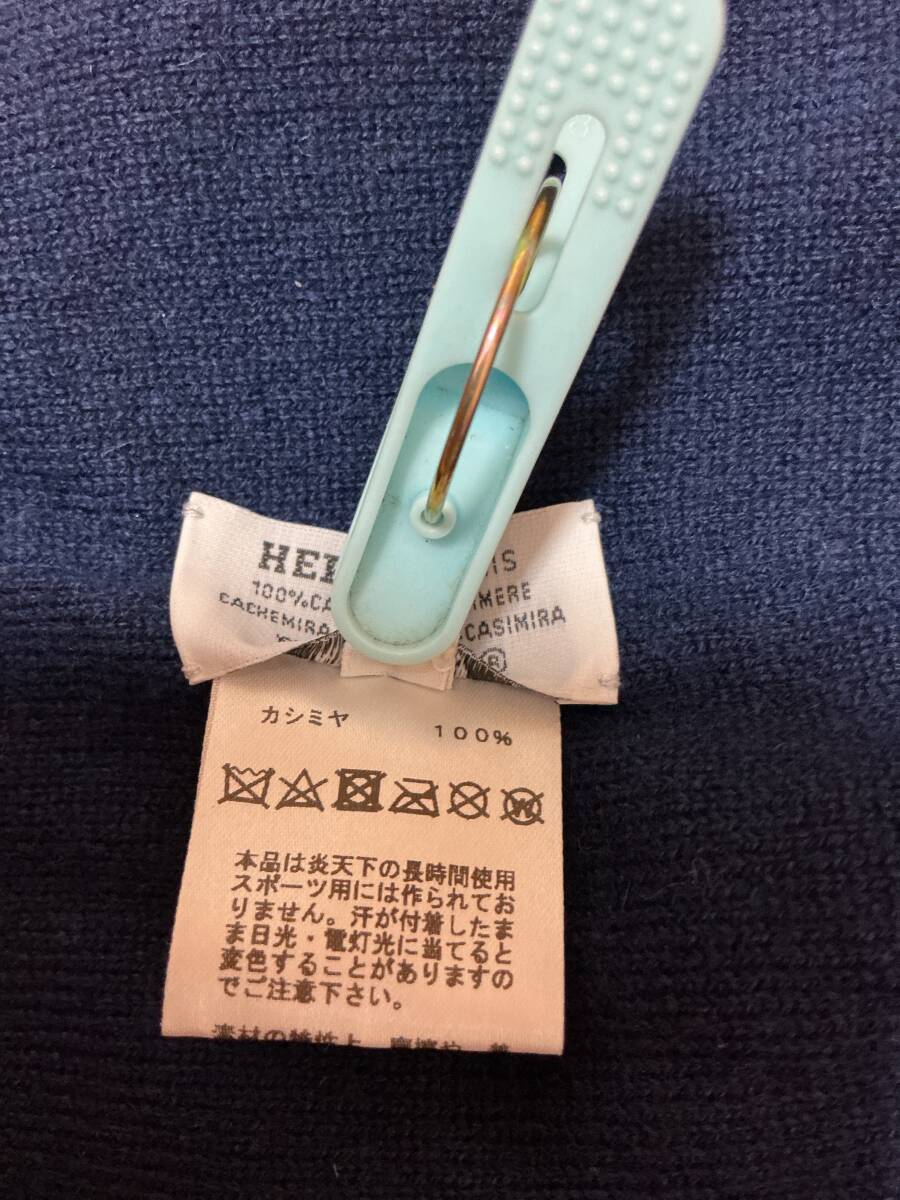 100%
CACHEMIRA
CASIMIRA
®
カシミヤ 100%
W
本品は炎天下の長時間使用
スポーツ用には作られてお
りません。汗が付着したま
ま日光・電灯光に当てると
変色することがありますの
でご注意下さい。